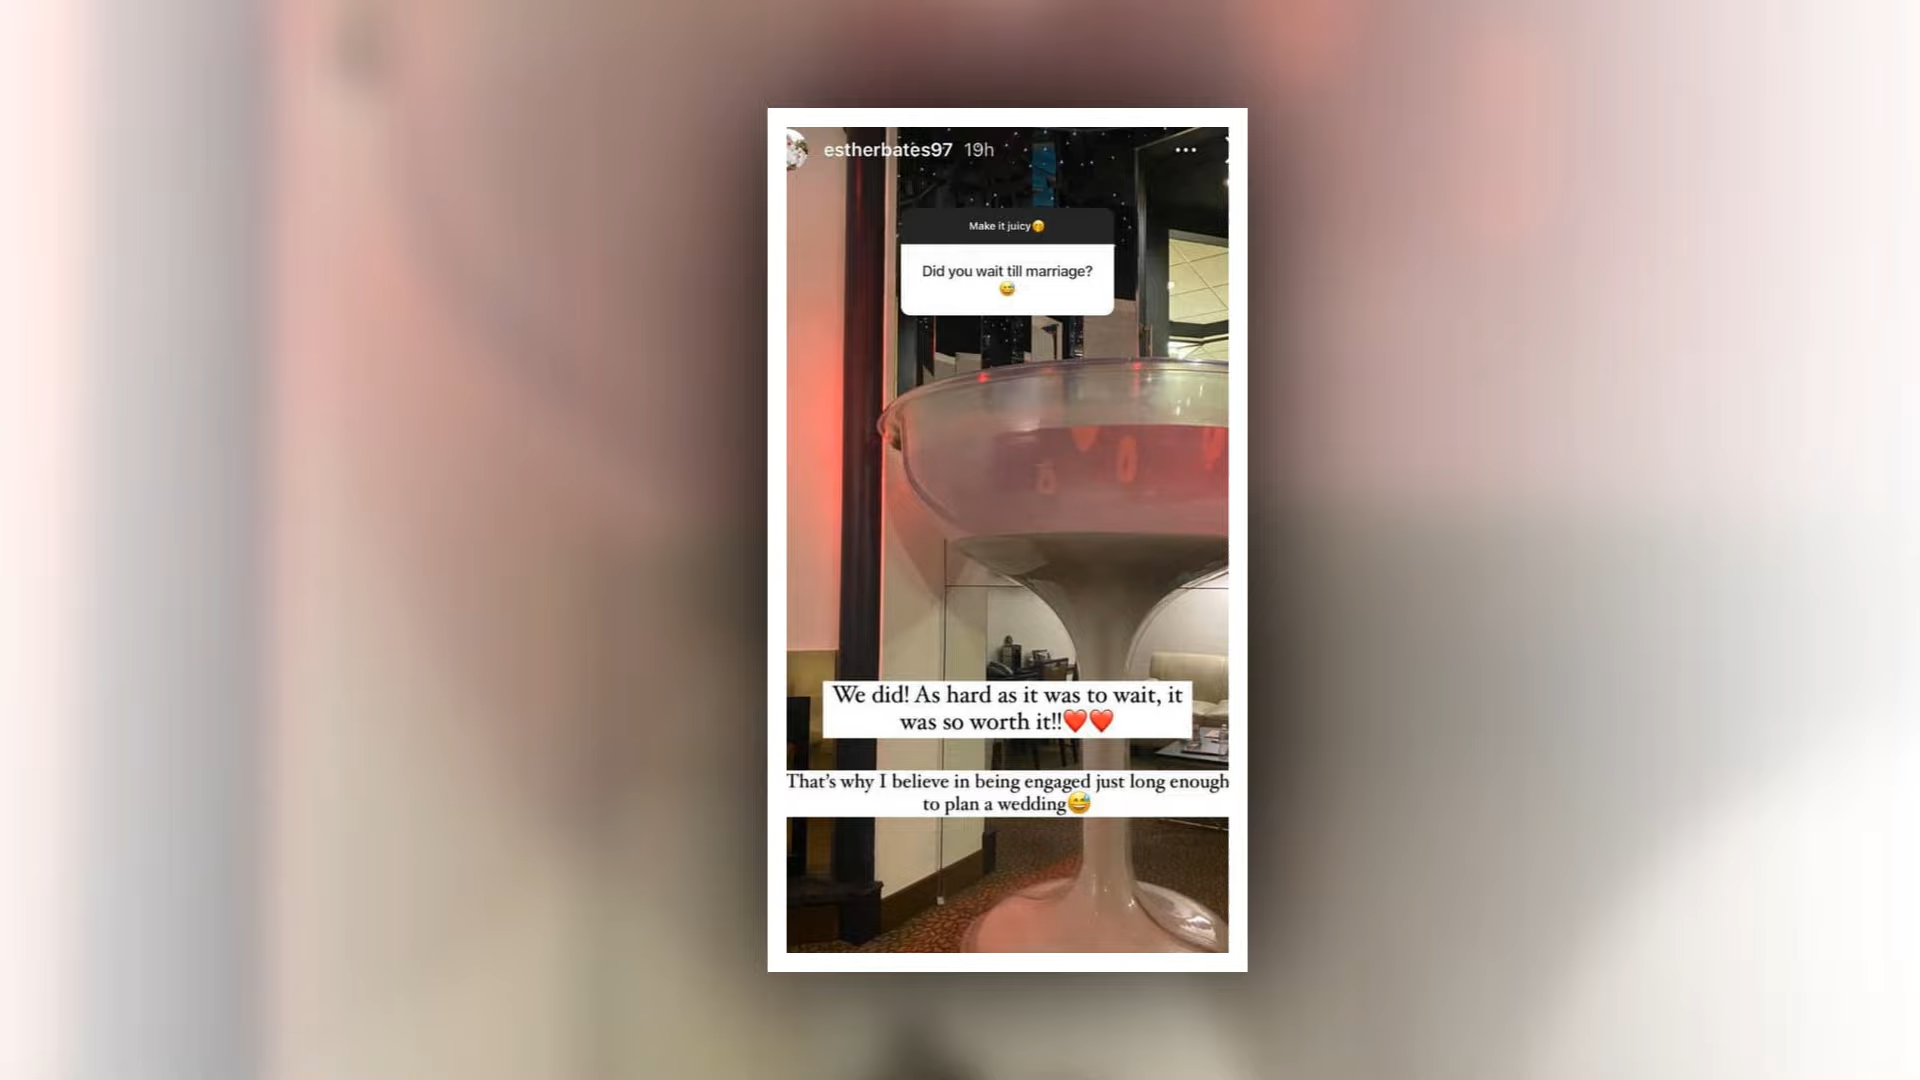 estherbates97 19h
Make it juicy🤭
Did you wait till marriage?
😅
We did! As hard as it was to wait, it
was so worth it!!❤️❤️
That's why I believe in being engaged just long enough
to plan a wedding😅